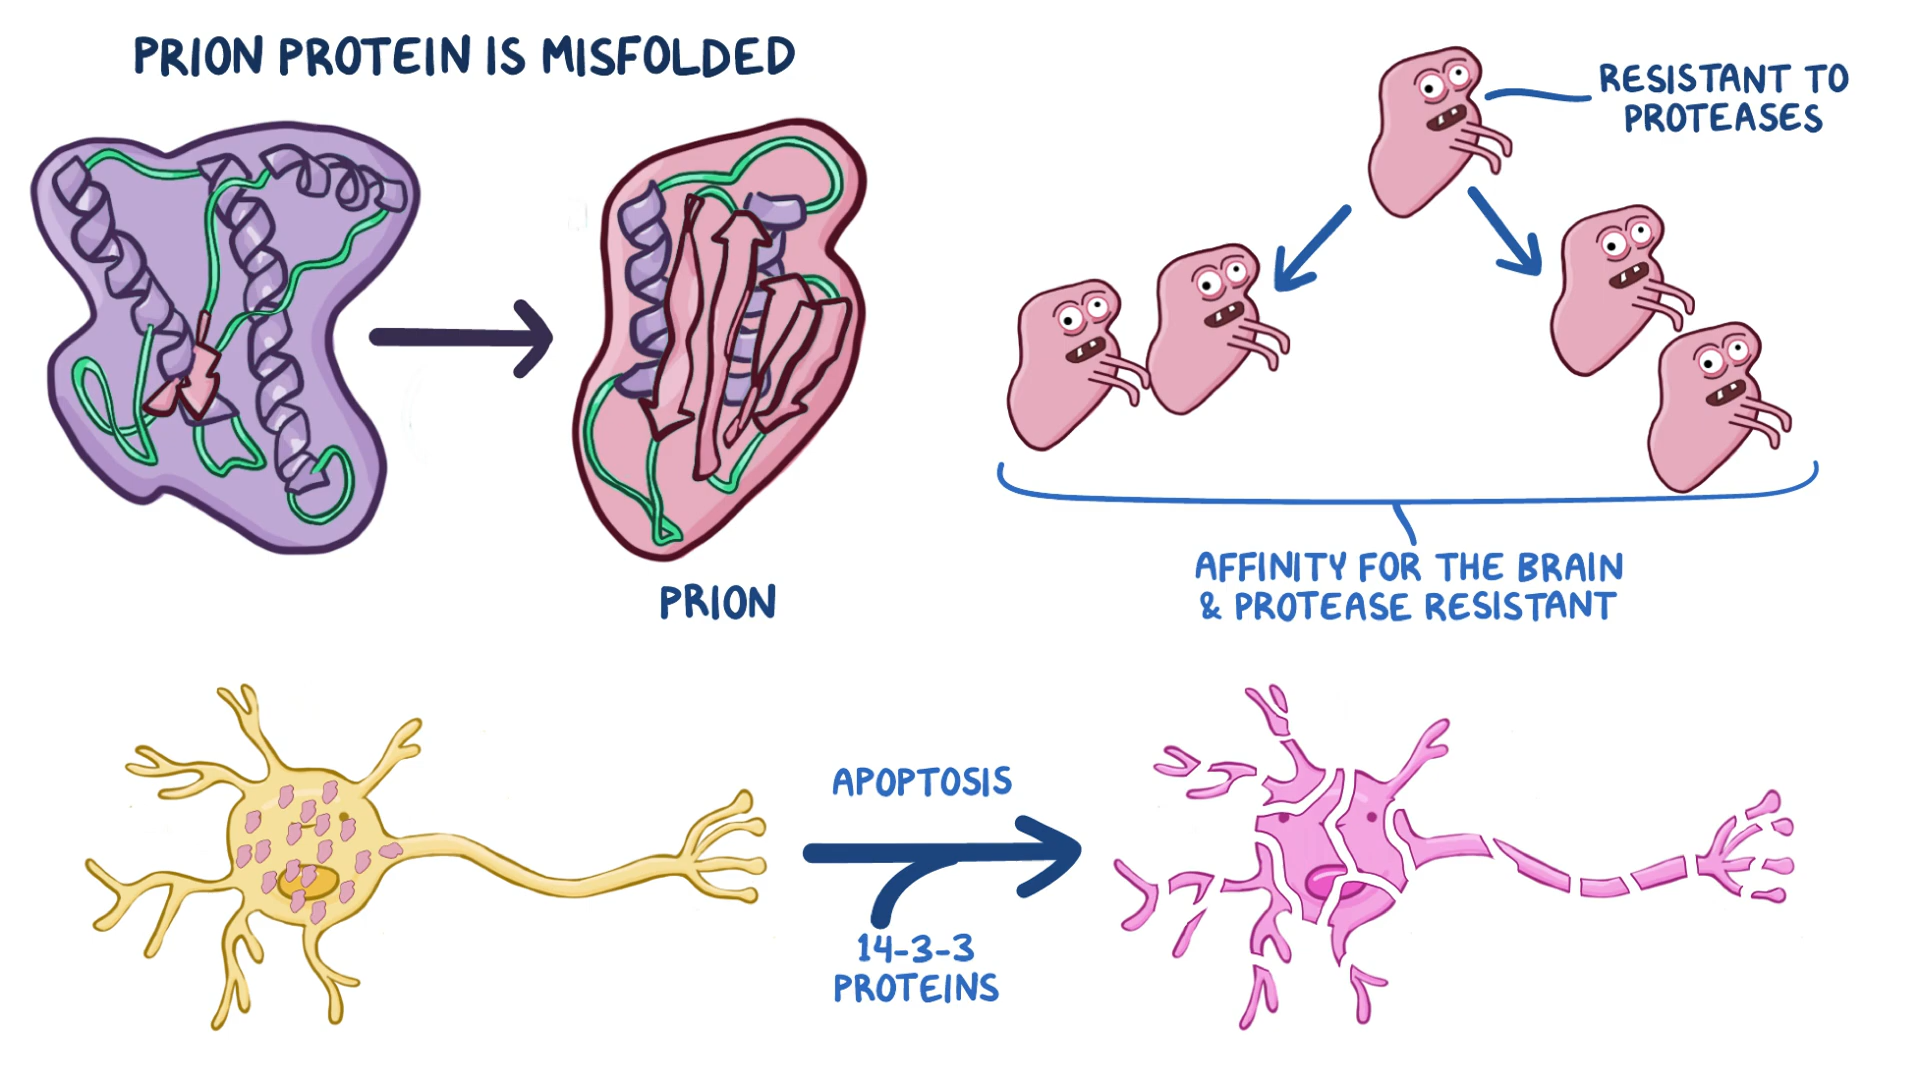 PRION PROTEIN IS MISFOLDED
RESISTANT TO
PROTEASES
PRION
AFFINITY FOR THE BRAIN
& PROTEASE RESISTANT
APOPTOSIS
14-3-3
PROTEINS